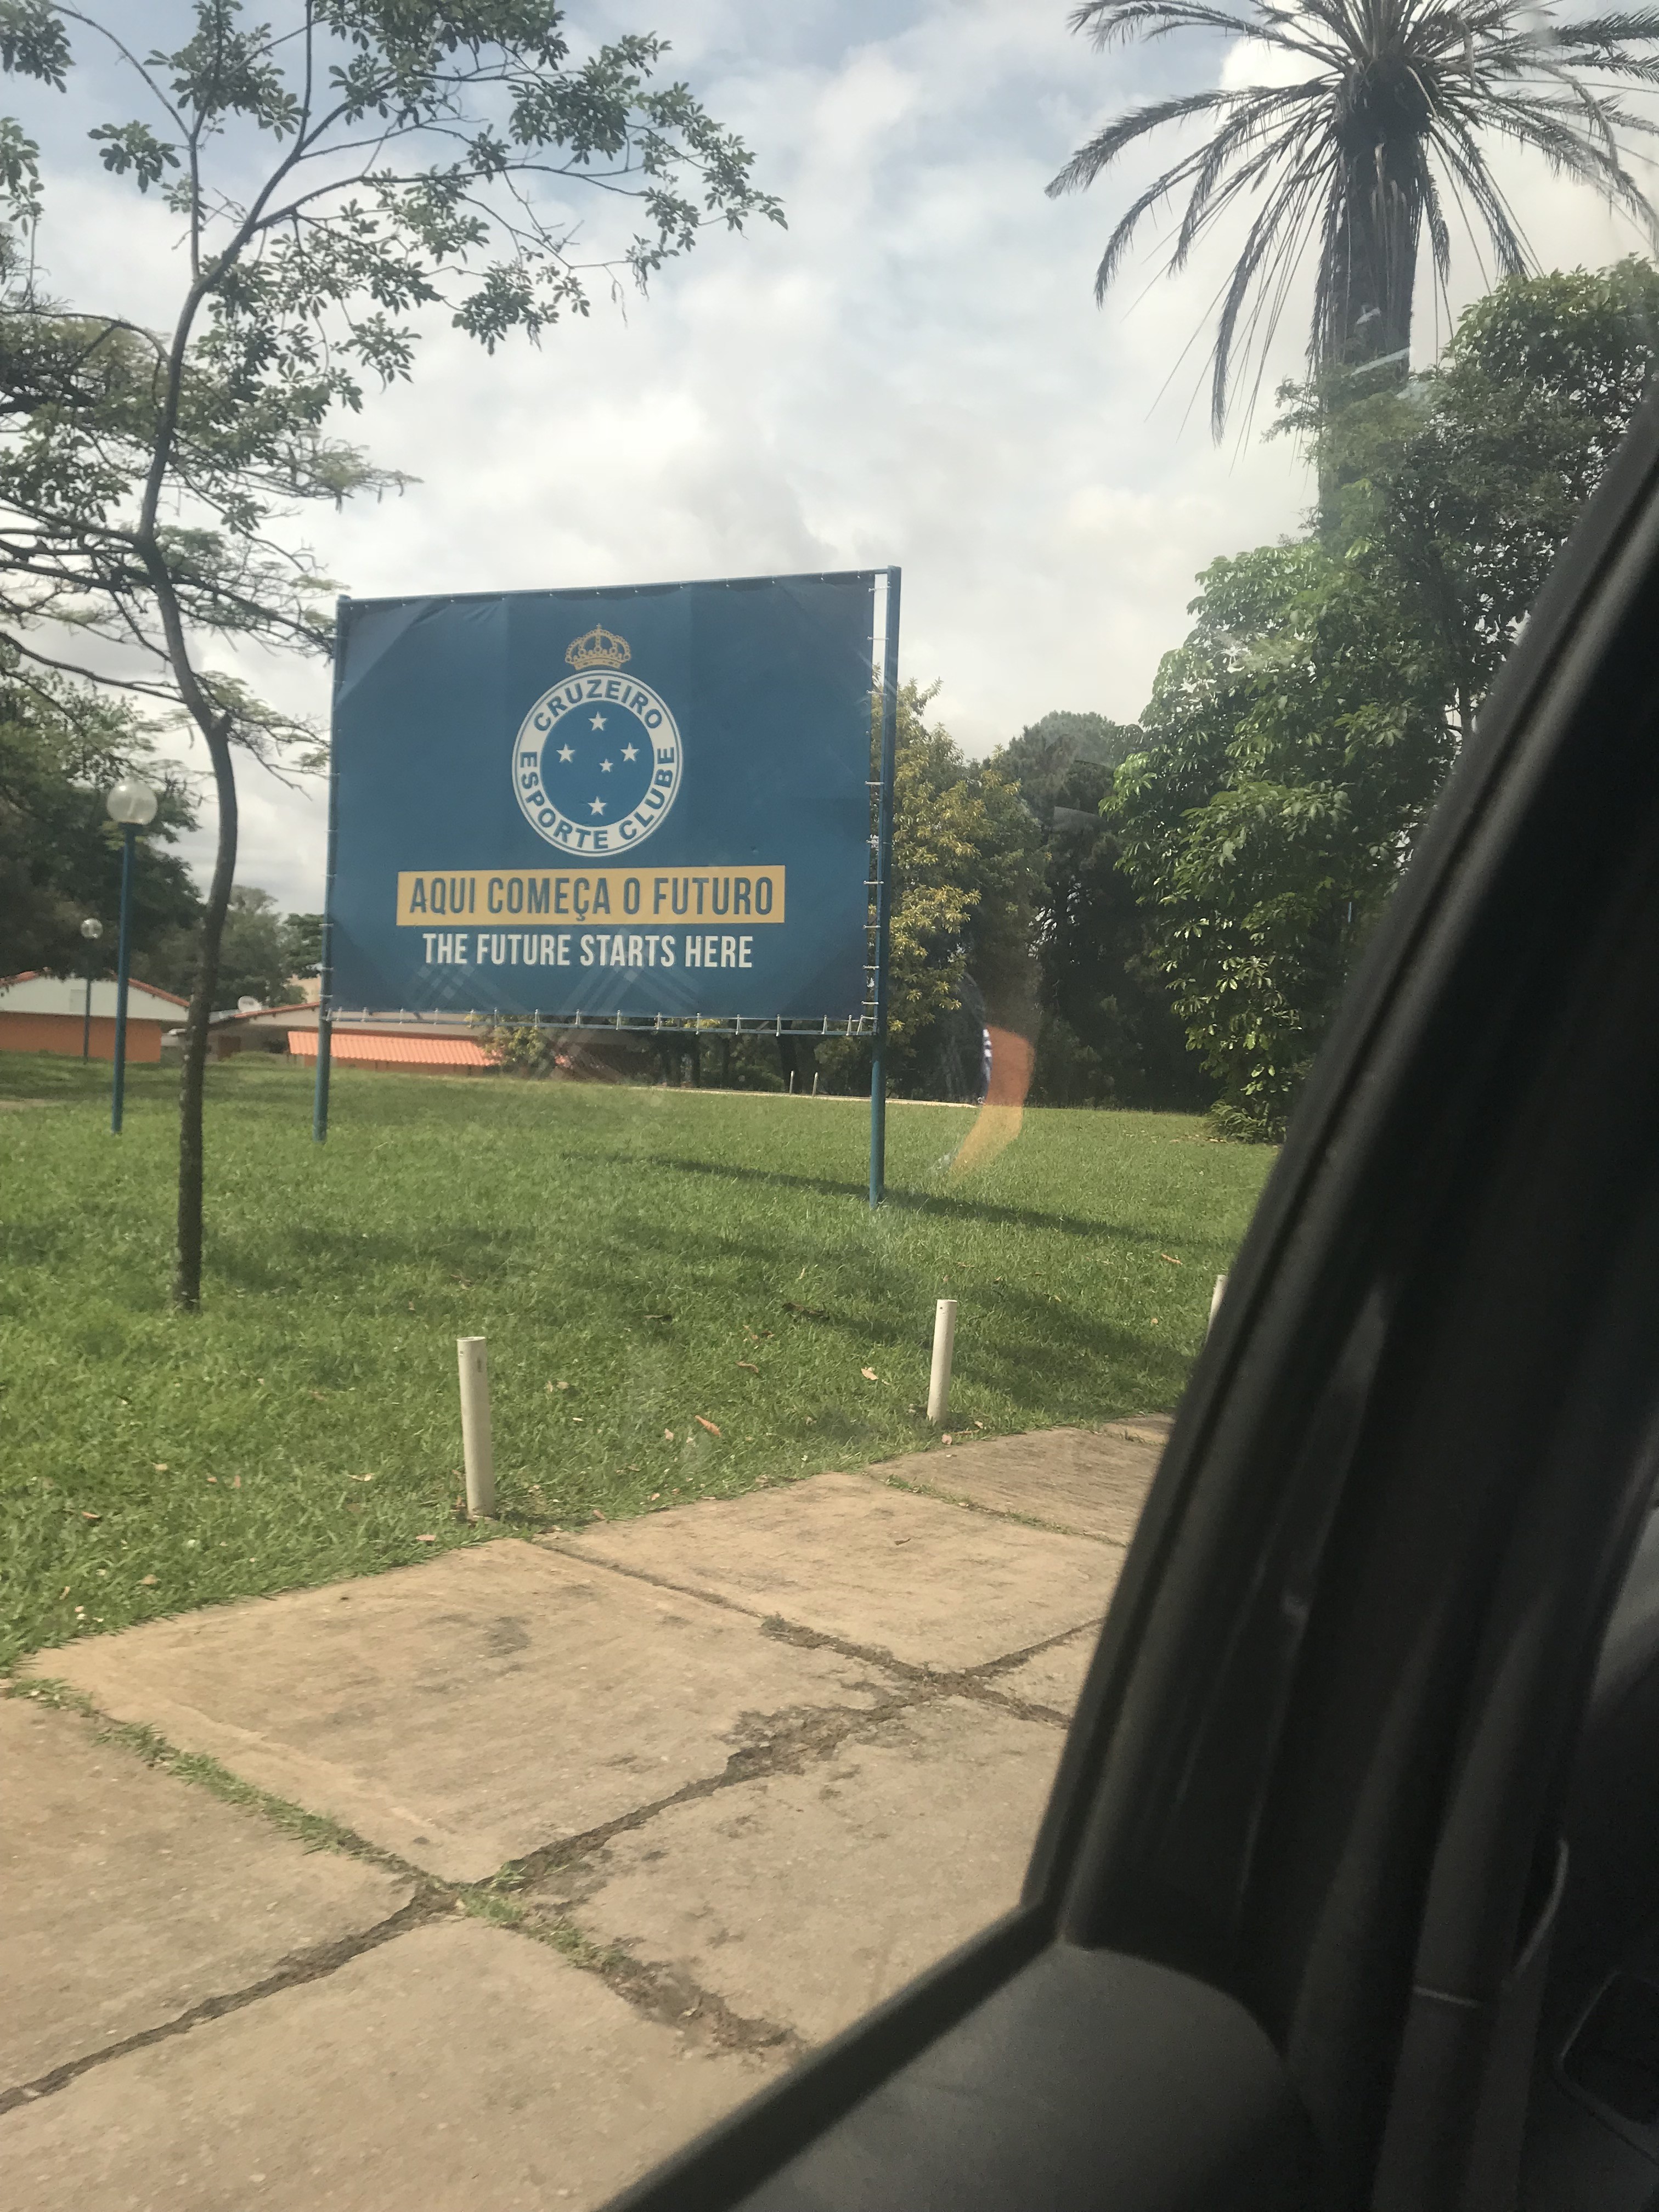 CRUZEIRO
ESPORTE CLUBE
AQUI COMEÇA O FUTURO
THE FUTURE STARTS HERE